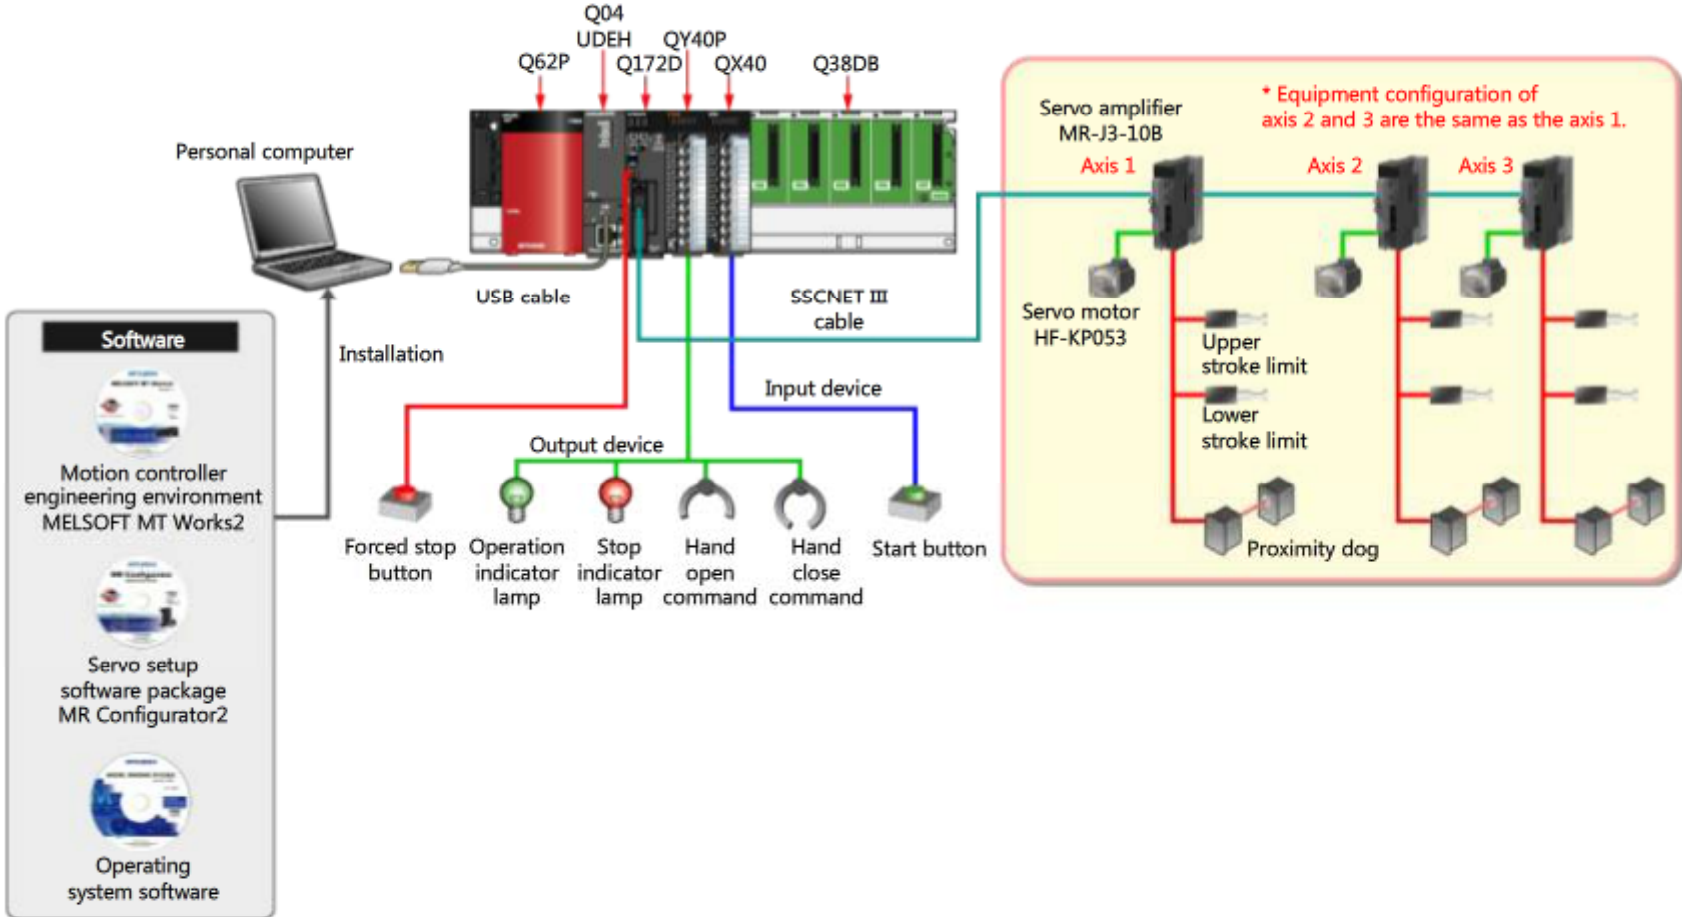 Q04
UDEH
QY40P
Q62P
Q172D
QX40
Q38DB
Personal computer
USB cable
SSCNET III
cable
Servo amplifier
MR-J3-10B
* Equipment configuration of
axis 2 and 3 are the same as the axis 1.
Axis 1
Axis 2
Axis 3
Servo motor
HF-KP053
Upper
stroke limit
Lower
stroke limit
Proximity dog
Software
Installation
Motion controller
engineering environment
MELSOFT MT Works2
Servo setup
software package
MR Configurator2
Operating
system software
Input device
Output device
Forced stop
button
Operation
indicator
lamp
Stop
indicator
lamp
Hand
open
command
Hand
close
command
Start button